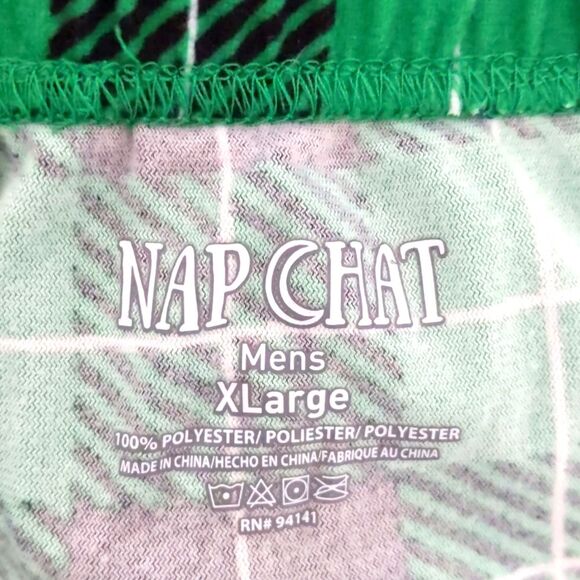 NAP CHAT
Mens
XLarge
100% POLYESTER/ POLIESTER/ POLYESTER
MADE IN CHINA/HECHO EN CHINA/FABRIQUE AU CHINA
RN# 94141